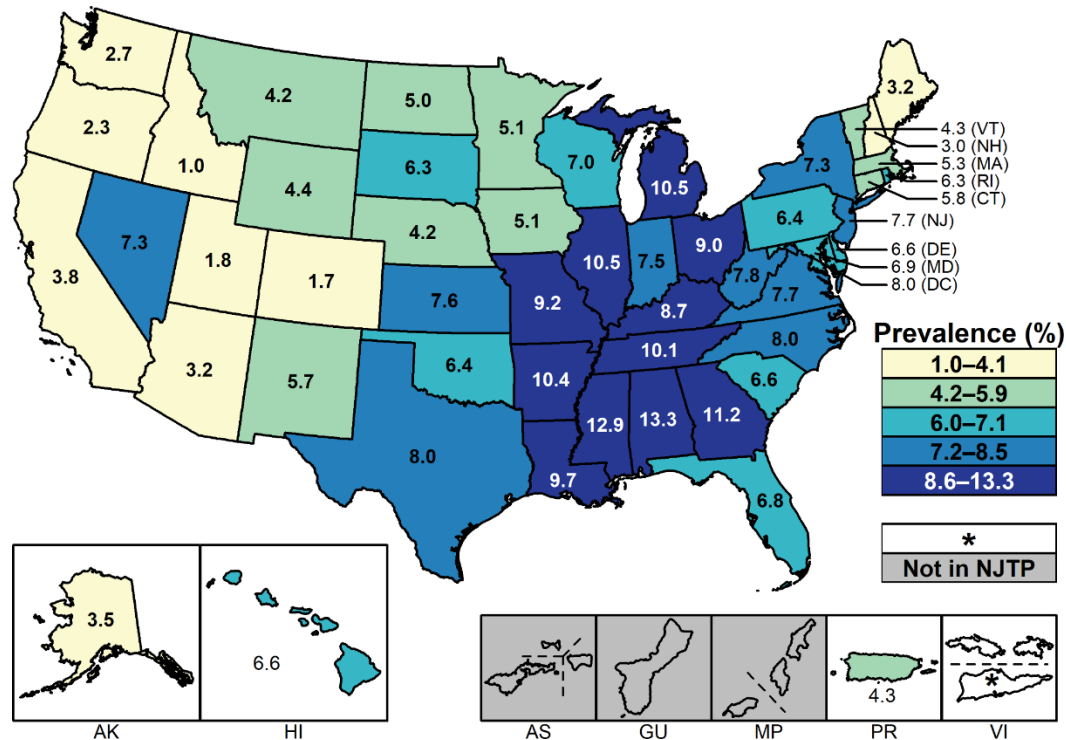 2.7
2.3
1.0
3.8
7.3
1.8
1.7
3.2
4.2
4.4
5.7
5.0
6.3
4.2
7.6
6.4
8.0
5.1
5.1
9.2
10.4
9.7
7.0
10.5
10.5
7.5
9.0
8.7
10.1
12.9
13.3
11.2
6.8
6.6
8.0
7.7
7.8
6.4
7.3
3.2
4.3 (VT)
3.0 (NH)
5.3 (MA)
6.3 (RI)
5.8 (CT)
7.7 (NJ)
6.6 (DE)
6.9 (MD)
8.0 (DC)
Prevalence (%)
1.0–4.1
4.2–5.9
6.0–7.1
7.2–8.5
8.6–13.3
*
Not in NJTP
3.5
AK
6.6
HI
AS
GU
MP
4.3
PR
*
VI